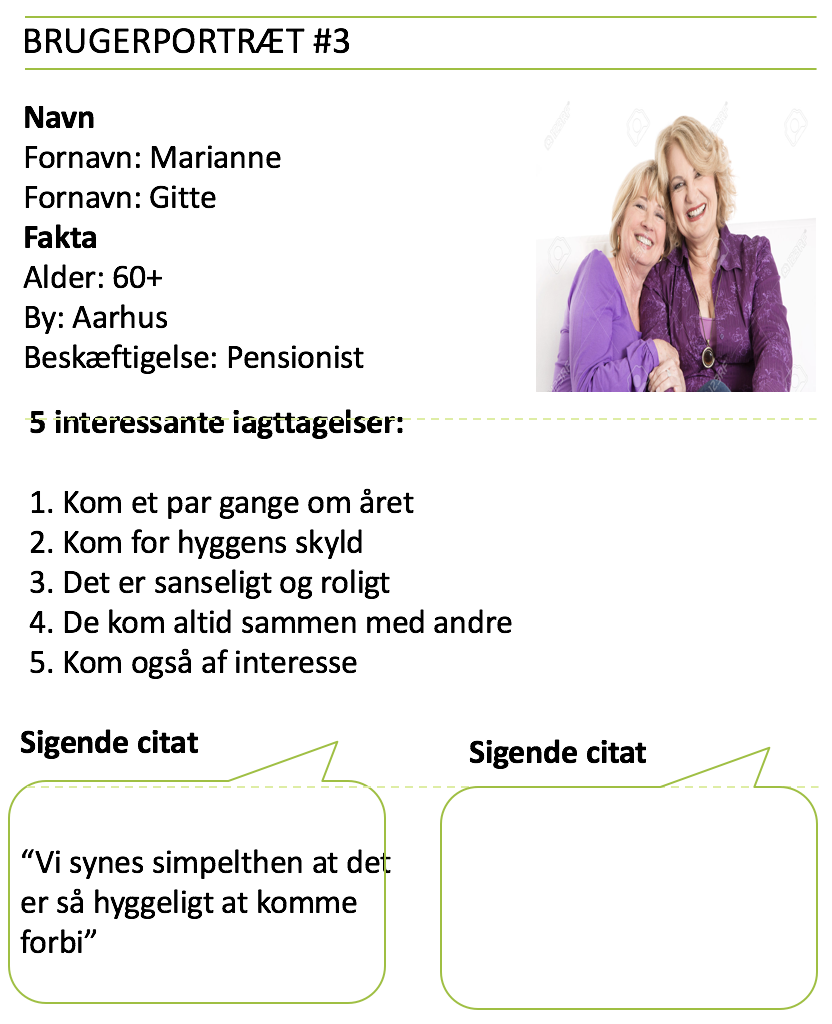 BRUGERPORTRÆT #3
Navn
Fornavn: Marianne
Fornavn: Gitte
Fakta
Alder: 60+
By: Aarhus
Beskæftigelse: Pensionist
5 interessante iagttagelser:
1. Kom et par gange om året
2. Kom for hyggens skyld
3. Det er sanseligt og roligt
4. De kom altid sammen med andre
5. Kom også af interesse
Sigende citat
“Vi synes simpelthen at det
er så hyggeligt at komme
forbi”
Sigende citat